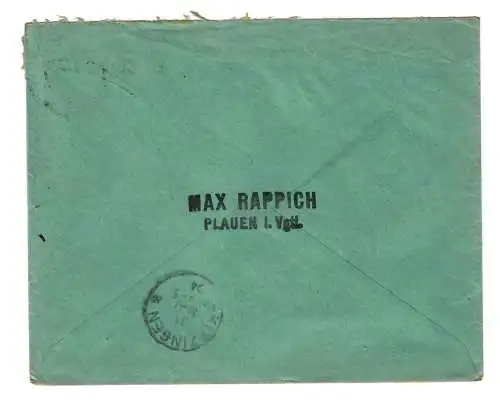 MAX RAPPICH
PLAUEN i. Vgtl.